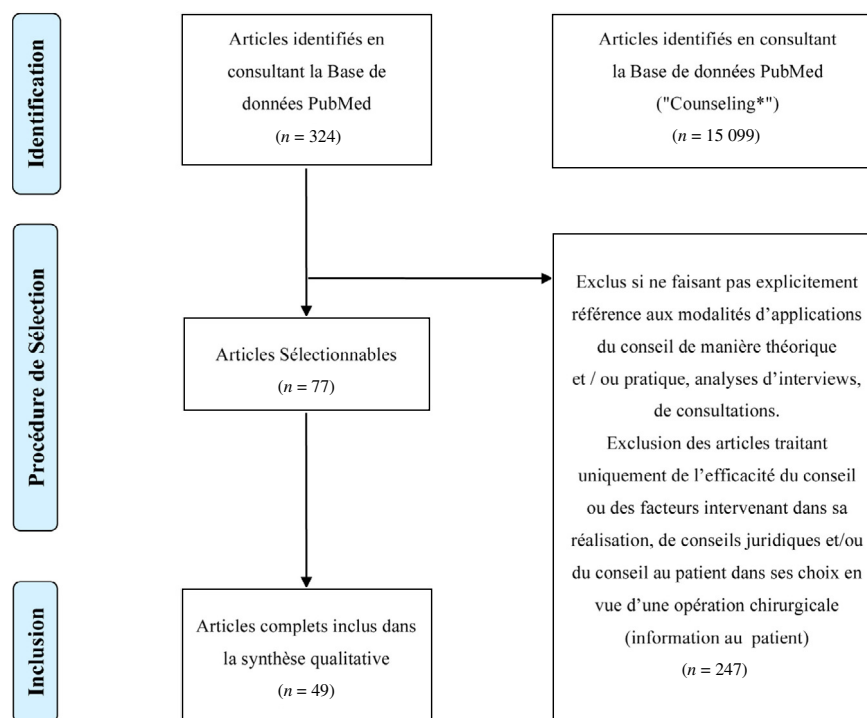 Identification
Articles identifiés en
consultant la Base de
données PubMed
(n = 324)
Articles identifiés en consultant
la Base de données PubMed
("Counseling*")
(n = 15 099)
Procédure de Sélection
Articles Sélectionnables
(n = 77)
Exclus si ne faisant pas explicitement
référence aux modalités d’applications
du conseil de manière théorique
et / ou pratique, analyses d’interviews,
de consultations.
Exclusion des articles traitant
uniquement de l’efficacité du conseil
ou des facteurs intervenant dans sa
réalisation, de conseils juridiques et/ou
du conseil au patient dans ses choix en
vue d’une opération chirurgicale
(information au patient)
(n = 247)
Inclusion
Articles complets inclus dans
la synthèse qualitative
(n = 49)